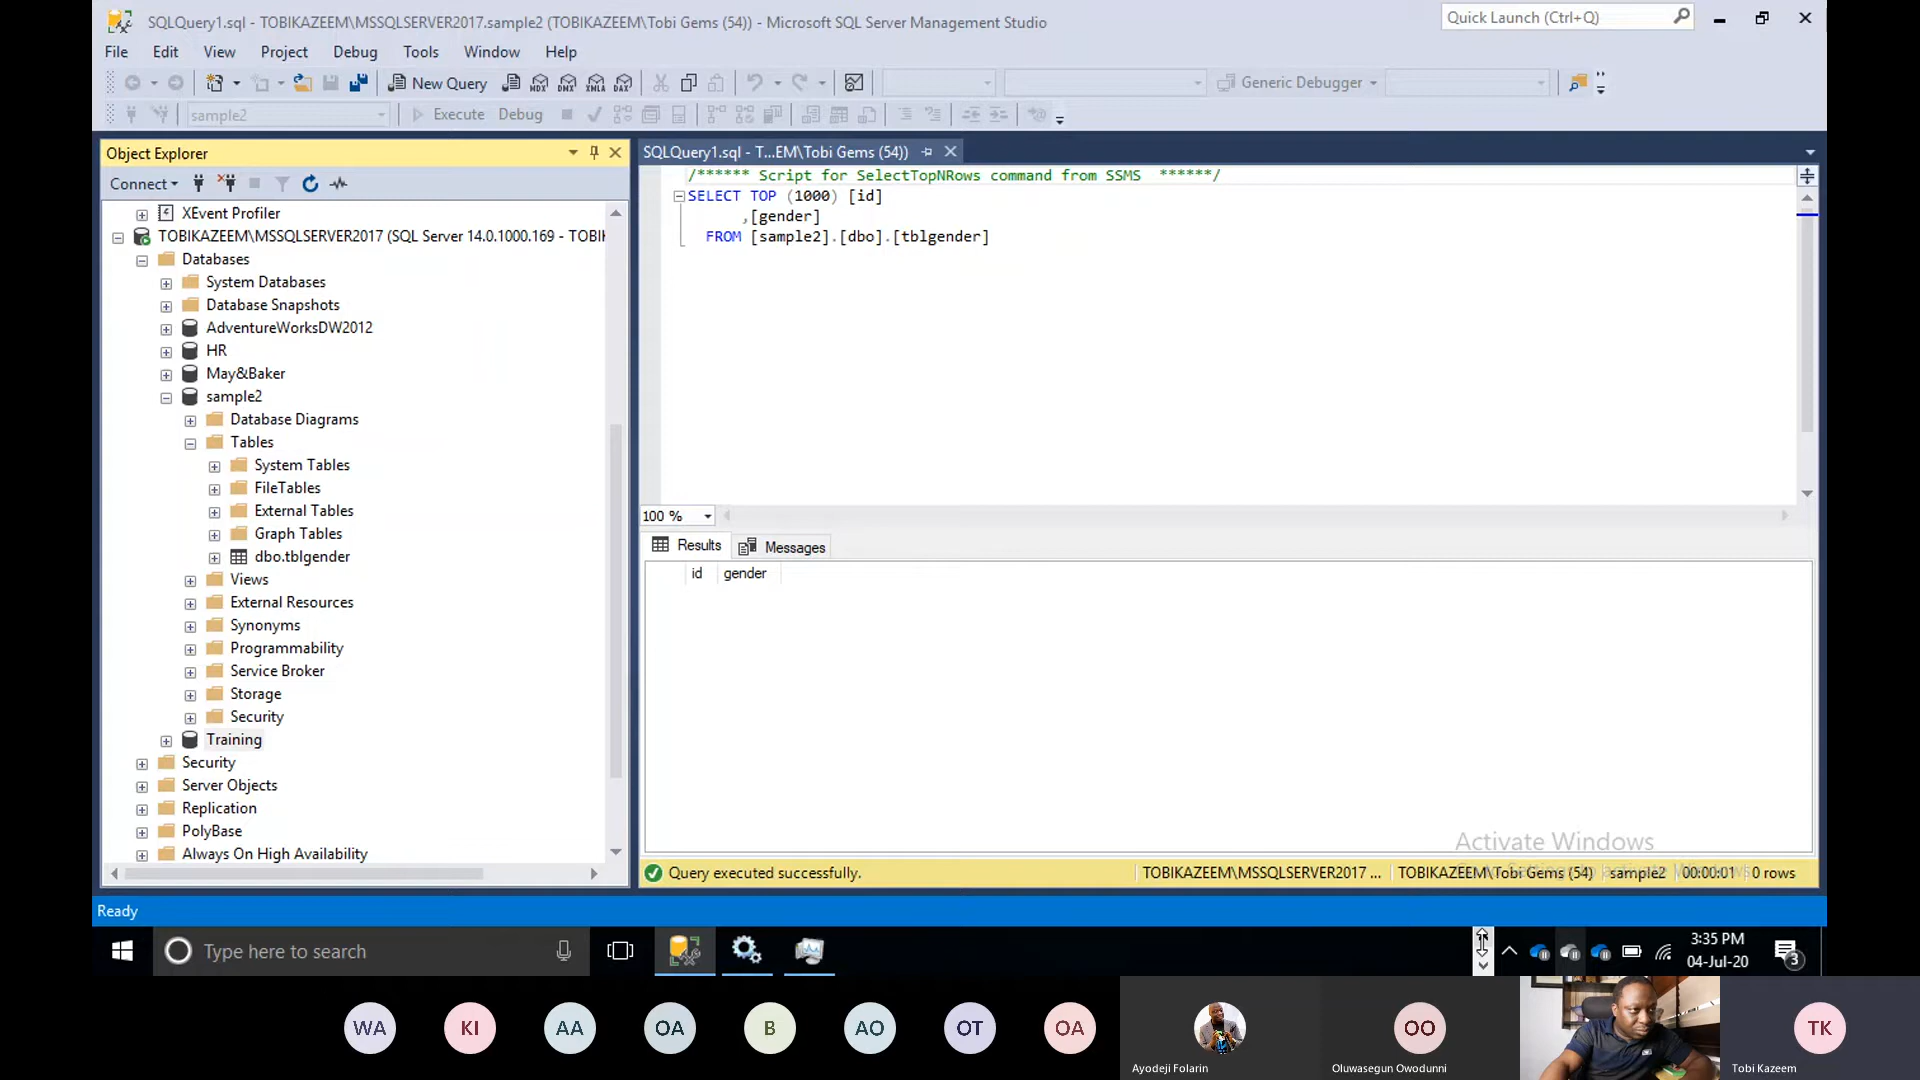 SQLQuery1.sql - TOBIKAZEEM\MSSQLSERVER2017.sample2 (TOBIKAZEEM\Tobi Gems (54)) - Microsoft SQL Server Management Studio
Quick Launch (Ctrl+Q)
File Edit View Project Debug Tools Window Help
New Query
MDX DMX XMLA DAX
Generic Debugger
sample2
Execute Debug
Object Explorer
Connect
XEvent Profiler
TOBIKAZEEM\MSSQLSERVER2017 (SQL Server 14.0.1000.169 - TOBI
Databases
System Databases
Database Snapshots
AdventureWorksDW2012
HR
May&Baker
sample2
Database Diagrams
Tables
System Tables
FileTables
External Tables
Graph Tables
dbo.tblgender
Views
External Resources
Synonyms
Programmability
Service Broker
Storage
Security
Training
Security
Server Objects
Replication
PolyBase
Always On High Availability
SQLQuery1.sql - T...EM\Tobi Gems (54))
/****** Script for SelectTopNRows command from SSMS ******/
SELECT TOP (1000) [id]
,[gender]
FROM [sample2].[dbo].[tblgender]
100 %
Results Messages
id gender
Activate Windows
Query executed successfully.
TOBIKAZEEM\MSSQLSERVER2017 ... TOBIKAZEEM\Tobi Gems (54) sample2 00:00:01 0 rows
Ready
Type here to search
3:35 PM
04-Jul-20
3
WA KI AA OA B AO OT OA OO TK
Ayodeji Folarin
Oluwasegun Owodunni
Tobi Kazeem